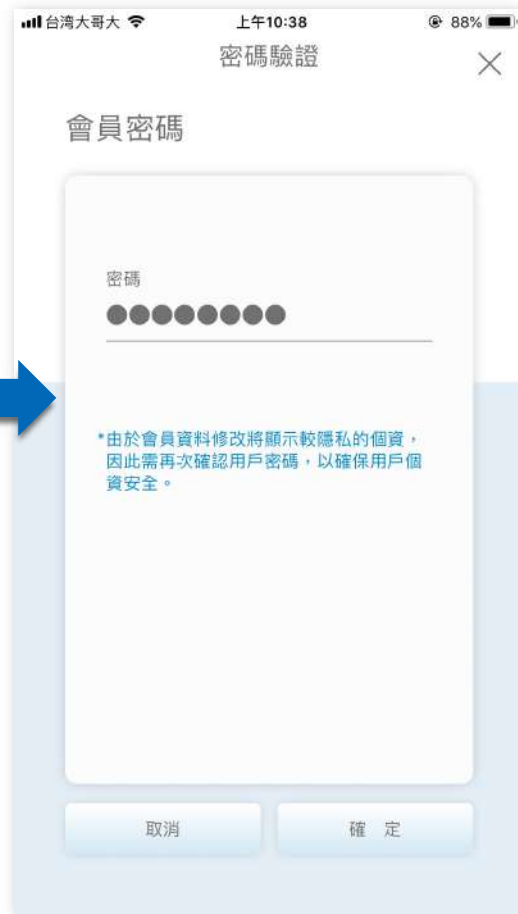 台湾大哥大
上午10:38
88%
密碼驗證
會員密碼
密碼
●●●●●●●●
*由於會員資料修改將顯示較隱私的個資，
因此需再次確認用戶密碼，以確保用戶個
資安全。
取消
確 定